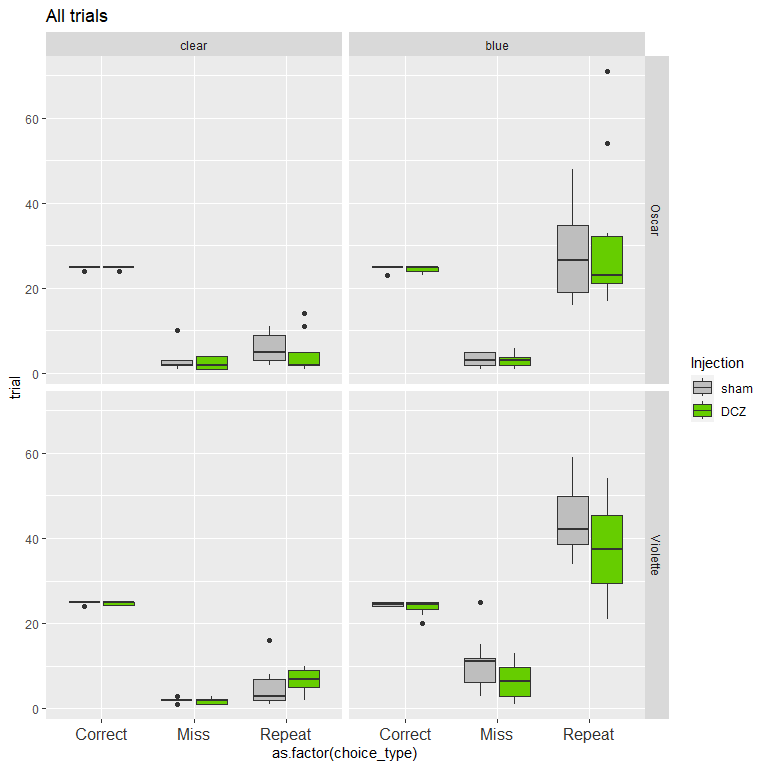 All trials
clear
blue
60
40
20
0
Oscar
60
40
20
0
Violette
trial
Correct
Miss
Repeat
Correct
Miss
Repeat
as.factor(choice_type)
Injection
sham
DCZ